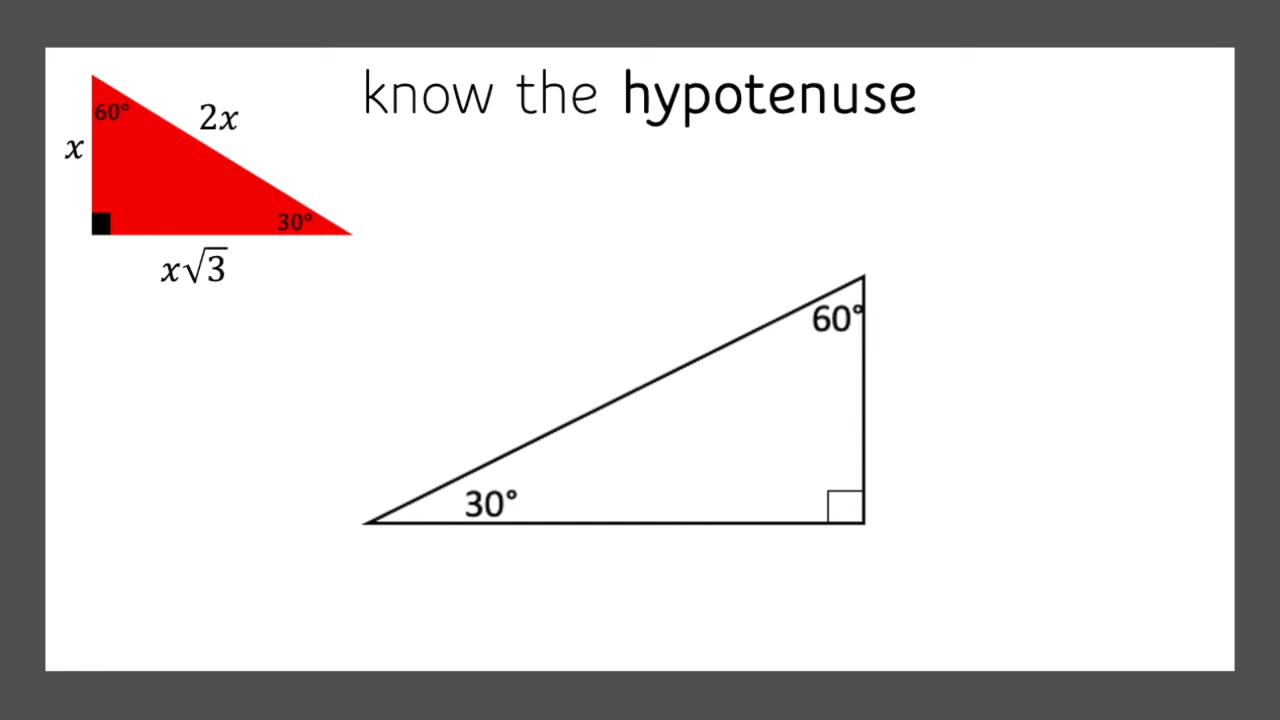 know the hypotenuse
60°
2x
x
30°
x√3
60°
30°